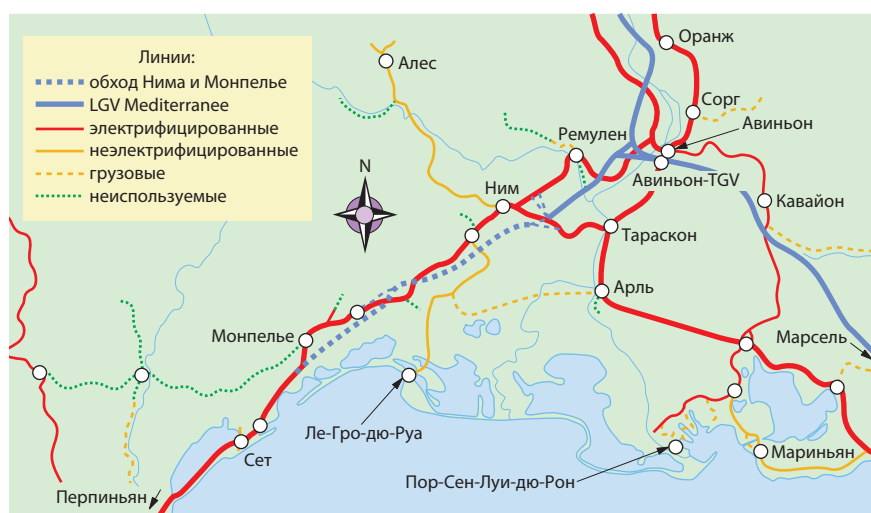 Линии:
обход Нима и Монпелье
LGV Mediterranee
электрифицированные
неэлектрифицированные
грузовые
неиспользуемые
N
Алес
Оранж
Сорг
Ремулен
Авиньон
Авиньон-TGV
Ним
Кавайон
Тараскон
Арль
Монпелье
Марсель
Ле-Гро-дю-Руа
Сет
Мариньян
Пор-Сен-Луи-дю-Рон
Перпиньян